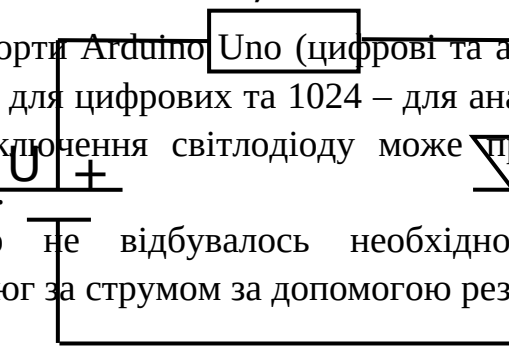 орти Arduino Uno (цифрові та а
для цифрових та 1024 – для ана
ключення світлодіоду може п
U +
не відбувалось необхідно
юг за струмом за допомогою рез